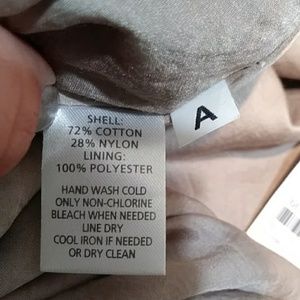 A
SHELL:
72% COTTON
28% NYLON
LINING:
100% POLYESTER
HAND WASH COLD
ONLY NON-CHLORINE
BLEACH WHEN NEEDED
LINE DRY
COOL IRON IF NEEDED
OR DRY CLEAN